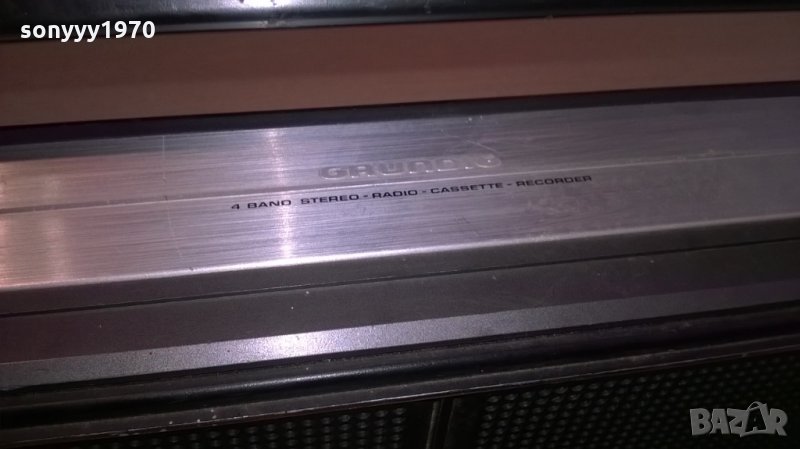 sonyyy1970
GRUNDIG
4 BAND STEREO - RADIO - CASSETTE - RECORDER
BAZAR